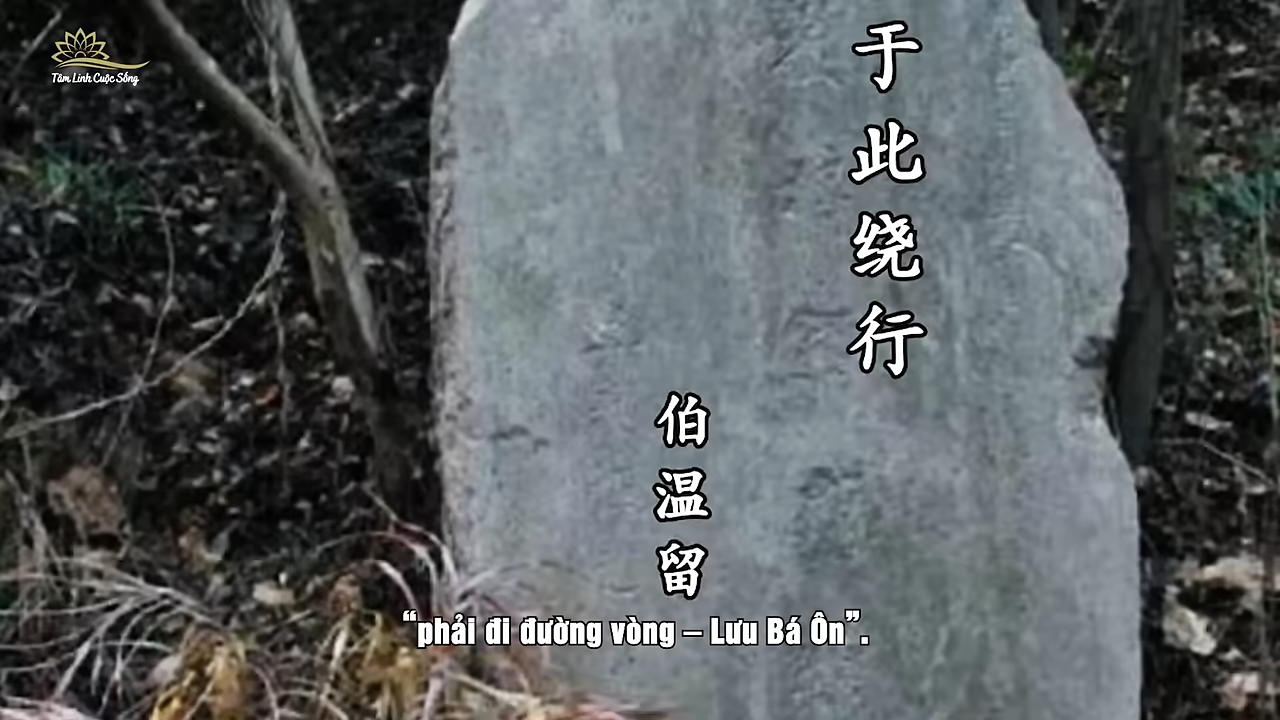 Tâm Linh Cuộc Sống
于此绕行
伯温留
“phải đi đường vòng – Lưu Bá Ôn”.